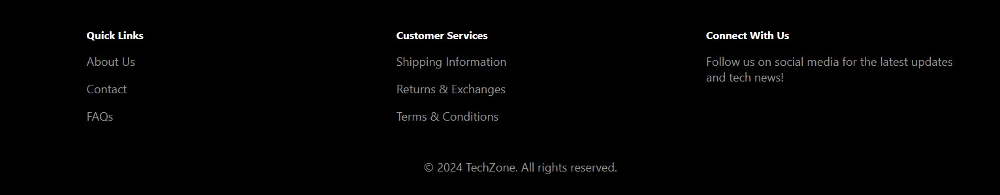 Quick Links
About Us
Contact
FAQs
Customer Services
Shipping Information
Returns & Exchanges
Terms & Conditions
Connect With Us
Follow us on social media for the latest updates
and tech news!
© 2024 TechZone. All rights reserved.